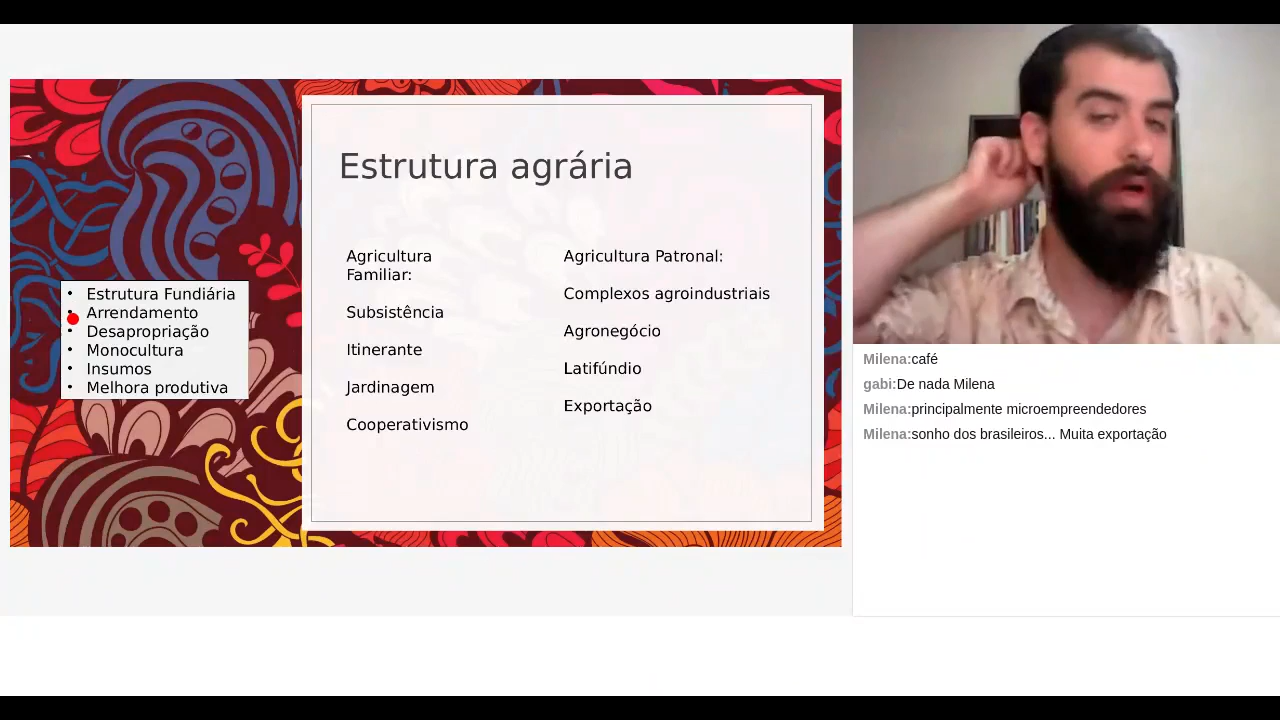 Estrutura agrária
Agricultura
Familiar:
Subsistência
Itinerante
Jardinagem
Cooperativismo
Agricultura Patronal:
Complexos agroindustriais
Agronegócio
Latifúndio
Exportação
• Estrutura Fundiária
• Arrendamento
• Desapropriação
• Monocultura
• Insumos
• Melhora produtiva
Milena:café
gabi:De nada Milena
Milena:principalmente microempreendedores
Milena:sonho dos brasileiros... Muita exportação